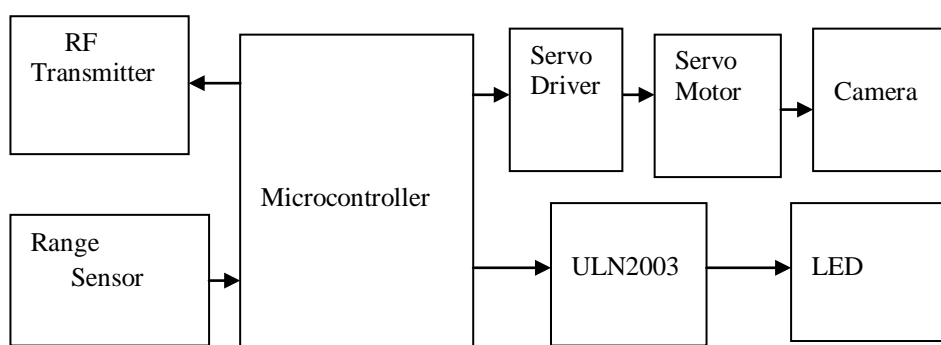 RF
Transmitter
Microcontroller
Servo
Driver
Servo
Motor
Camera
Range
Sensor
ULN2003
LED